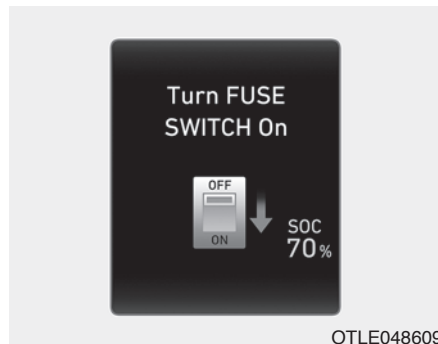 Turn FUSE
SWITCH On
OFF
ON
SOC
70%
OTLE048609